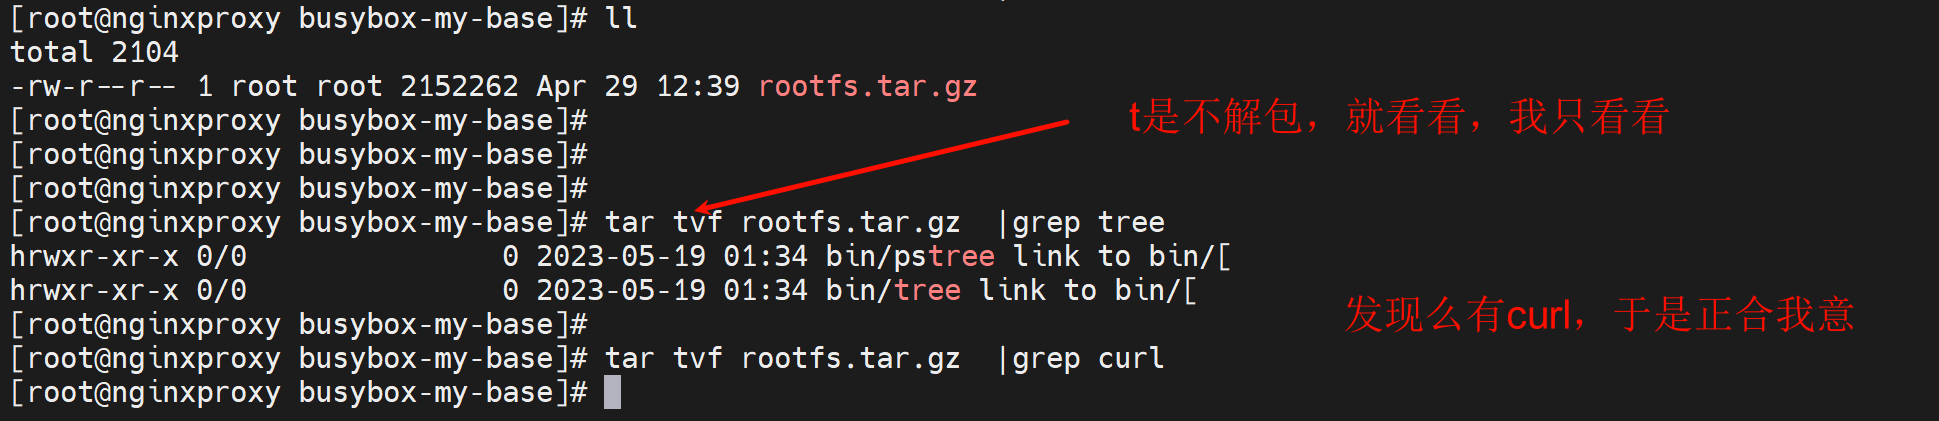 [root@nginxproxy busybox-my-base]# ll
total 2104
-rw-r--r-- 1 root root 2152262 Apr 29 12:39 rootfs.tar.gz
[root@nginxproxy busybox-my-base]#
t是不解包，就看看，我只看看
[root@nginxproxy busybox-my-base]#
[root@nginxproxy busybox-my-base]#
[root@nginxproxy busybox-my-base]# tar tvf rootfs.tar.gz  |grep tree
hrwxr-xr-x 0/0               0 2023-05-19 01:34 bin/pstree link to bin/[
hrwxr-xr-x 0/0               0 2023-05-19 01:34 bin/tree link to bin/[
[root@nginxproxy busybox-my-base]#
发现么有curl，于是正合我意
[root@nginxproxy busybox-my-base]# tar tvf rootfs.tar.gz  |grep curl
[root@nginxproxy busybox-my-base]#